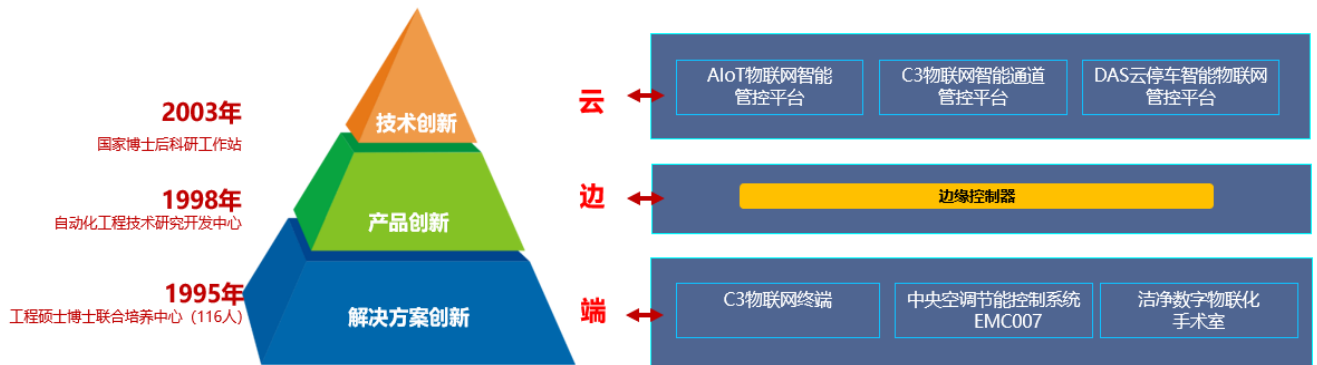 2003年
国家博士后科研工作站
1998年
自动化工程技术研究开发中心
1995年
工程硕士博士联合培养中心（116人）
技术创新
产品创新
解决方案创新
云
AIoT物联网智能
管控平台
C3物联网智能通道
管控平台
DAS云停车智能物联网
管控平台
边
边缘控制器
端
C3物联网终端
中央空调节能控制系统
EMC007
洁净数字物联化
手术室